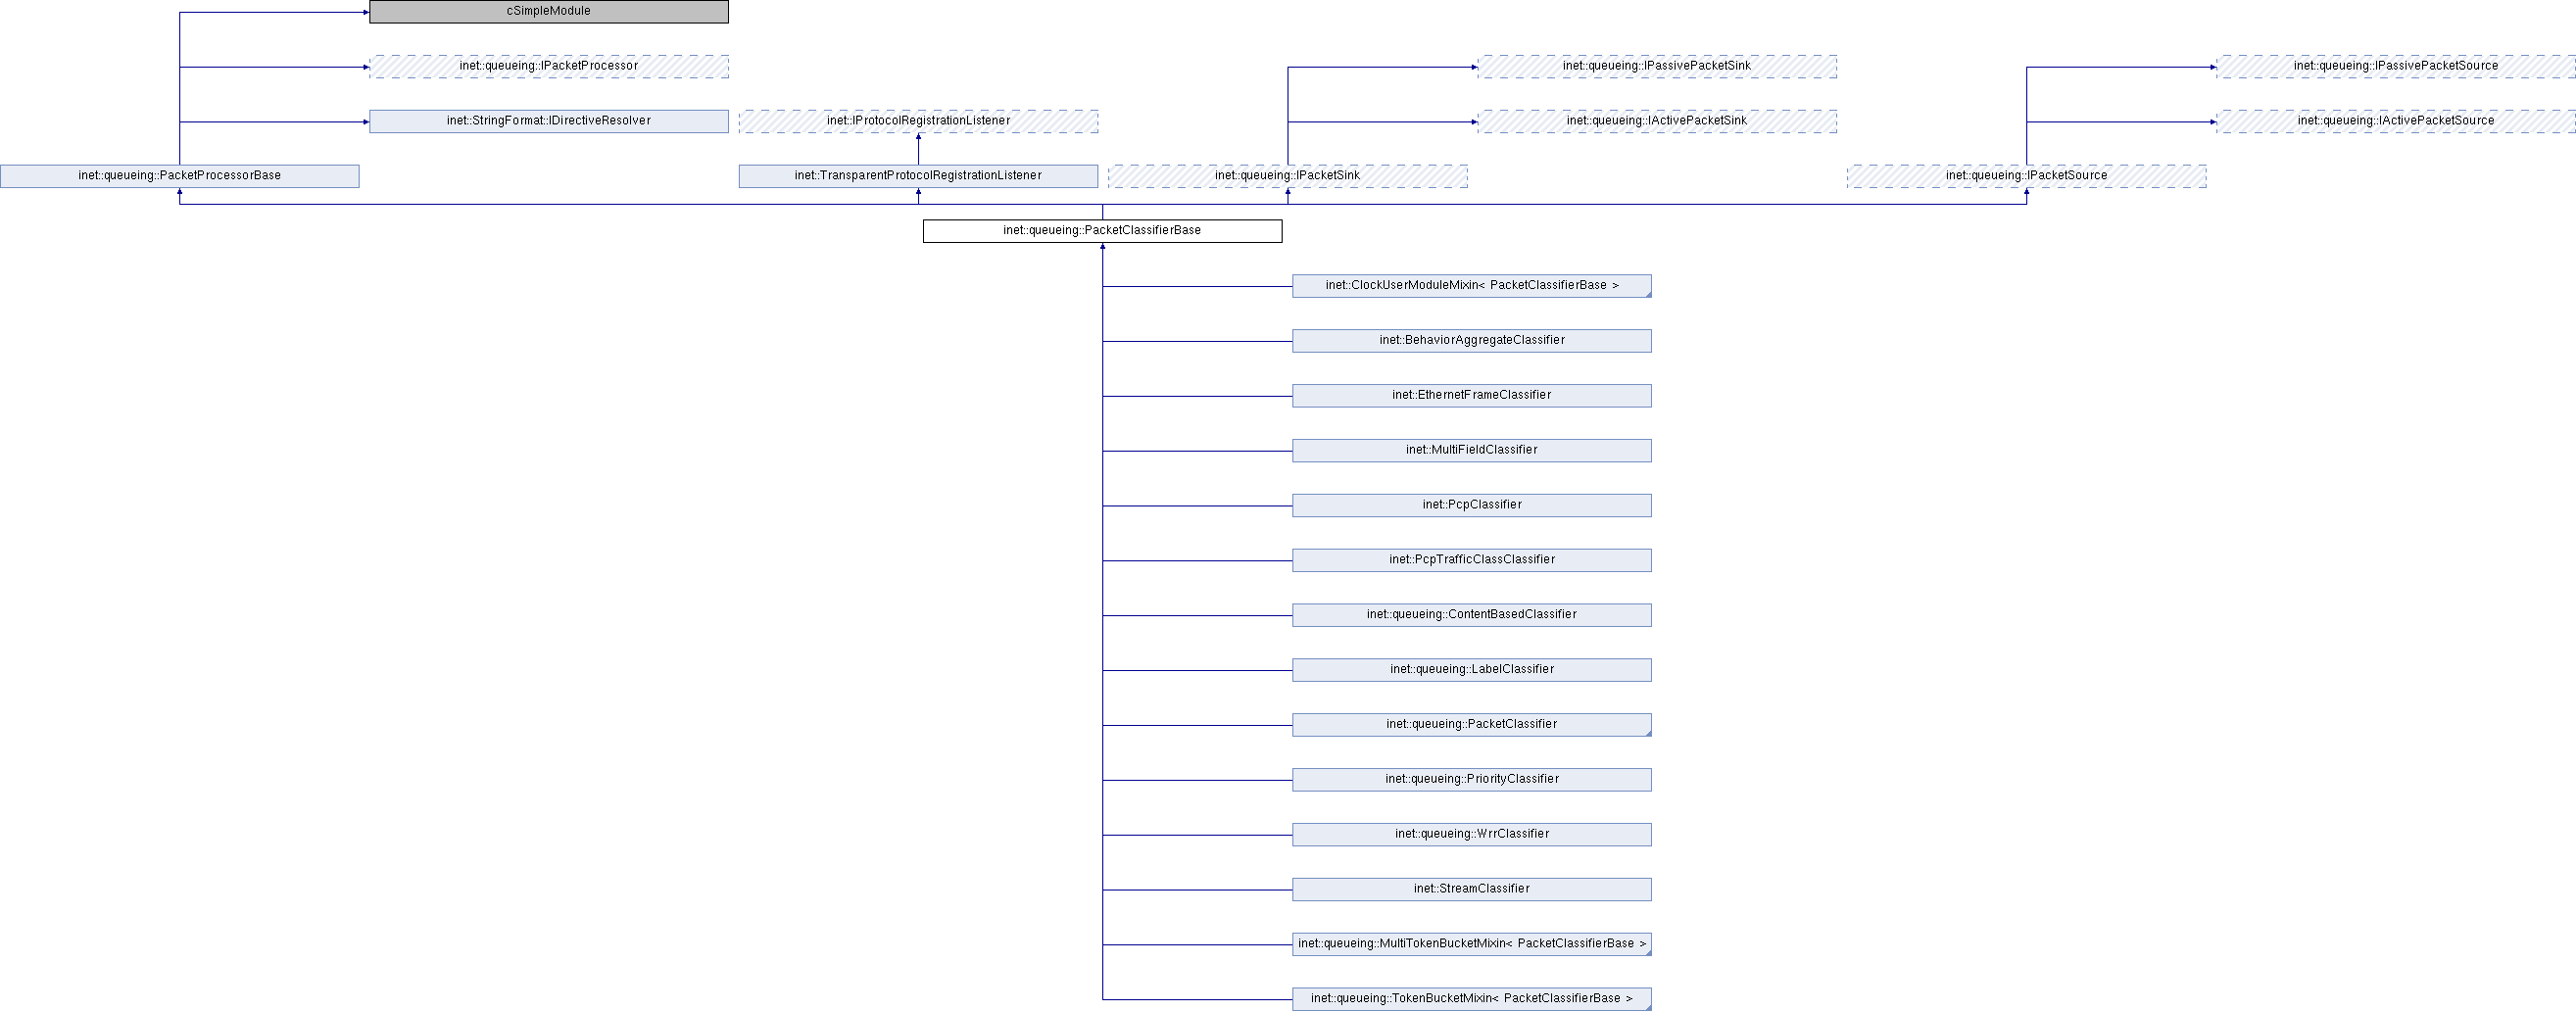 cSimpleModule
inet::queueing::IPacketProcessor
inet::queueing::IPassivePacketSink
inet::queueing::IPassivePacketSource
inet::StringFormat::IDirectiveResolver
inet::IProtocolRegistrationListener
inet::queueing::IActivePacketSink
inet::queueing::IActivePacketSource
inet::queueing::PacketProcessorBase
inet::TransparentProtocolRegistrationListener
inet::queueing::IPacketSink
inet::queueing::IPacketSource
inet::queueing::PacketClassifierBase
inet::ClockUserModuleMixin< PacketClassifierBase >
inet::BehaviorAggregateClassifier
inet::EthernetFrameClassifier
inet::MultiFieldClassifier
inet::PcpClassifier
inet::PcpTrafficClassClassifier
inet::queueing::ContentBasedClassifier
inet::queueing::LabelClassifier
inet::queueing::PacketClassifier
inet::queueing::PriorityClassifier
inet::queueing::WrrClassifier
inet::StreamClassifier
inet::queueing::MultiTokenBucketMixin< PacketClassifierBase >
inet::queueing::TokenBucketMixin< PacketClassifierBase >